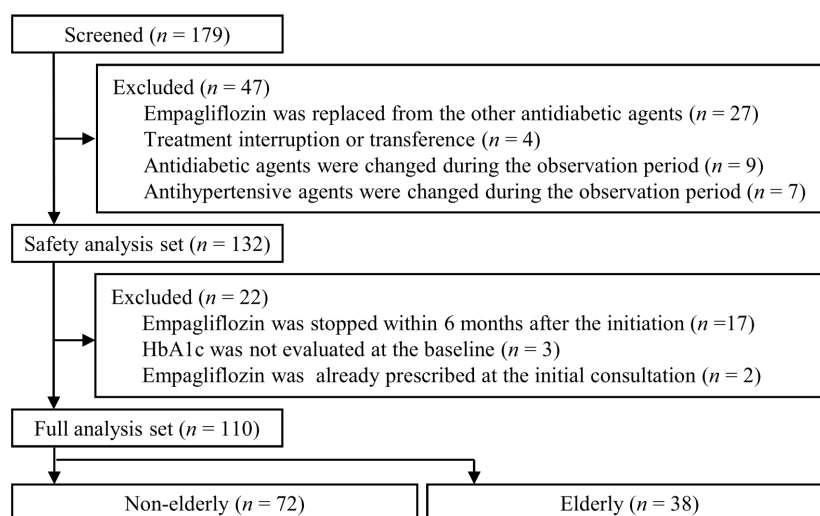 Screened (n = 179)
Excluded (n = 47)
Empagliflozin was replaced from the other antidiabetic agents (n = 27)
Treatment interruption or transference (n = 4)
Antidiabetic agents were changed during the observation period (n = 9)
Antihypertensive agents were changed during the observation period (n = 7)
Safety analysis set (n = 132)
Excluded (n = 22)
Empagliflozin was stopped within 6 months after the initiation (n =17)
HbA1c was not evaluated at the baseline (n = 3)
Empagliflozin was  already prescribed at the initial consultation (n = 2)
Full analysis set (n = 110)
Non-elderly (n = 72)
Elderly (n = 38)